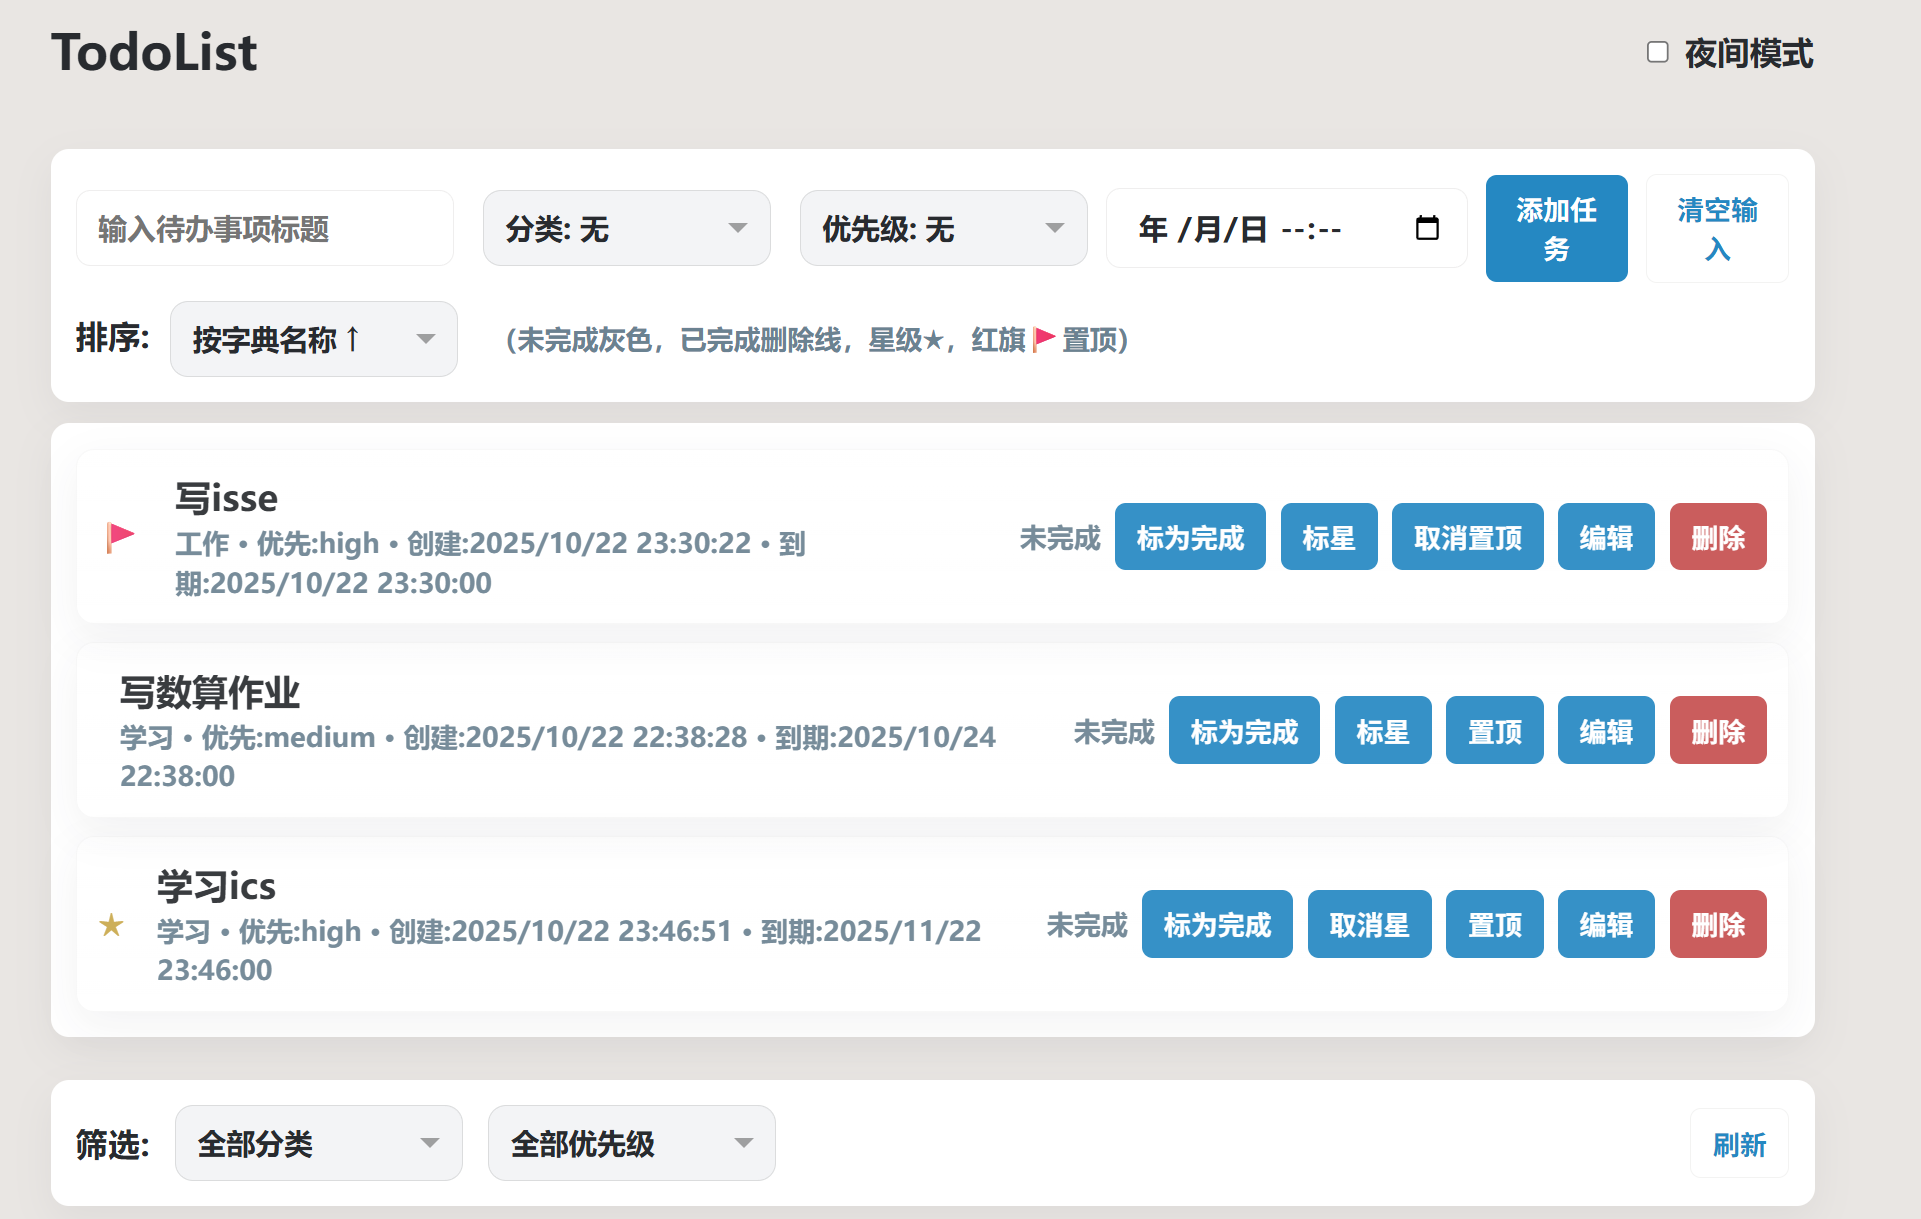 TodoList
夜间模式
输入待办事项标题
分类: 无
优先级: 无
年 /月/日 --:--
添加任
务
清空输
入
排序:
按字典名称 ↑
（未完成灰色，已完成删除线，星级★，红旗🚩置顶）
写isse
工作 • 优先:high • 创建:2025/10/22 23:30:22 • 到
期:2025/10/22 23:30:00
未完成
标为完成
标星
取消置顶
编辑
删除
写数算作业
学习 • 优先:medium • 创建:2025/10/22 22:38:28 • 到期:2025/10/24
22:38:00
未完成
标为完成
标星
置顶
编辑
删除
★
学习ics
学习 • 优先:high • 创建:2025/10/22 23:46:51 • 到期:2025/11/22
23:46:00
未完成
标为完成
取消星
置顶
编辑
删除
筛选:
全部分类
全部优先级
刷新